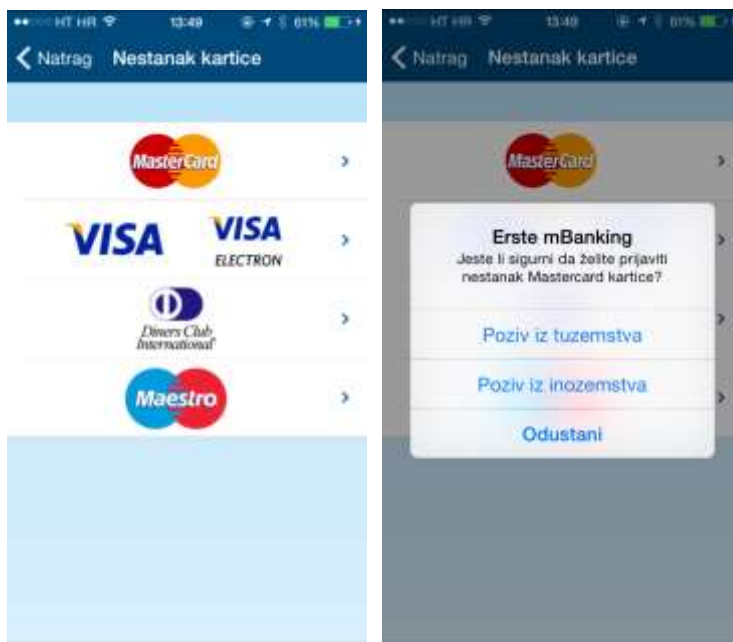 HT HR 13:49 61%
Natrag Nestanak kartice
MasterCard
VISA VISA
ELECTRON
Diners Club
International
Maestro
HT HR 13:49 61%
Natrag Nestanak kartice
MasterCard
Erste mBanking
Jeste li sigurni da želite prijaviti
nestanak Mastercard kartice?
Poziv iz tuzemstva
Poziv iz inozemstva
Odustani